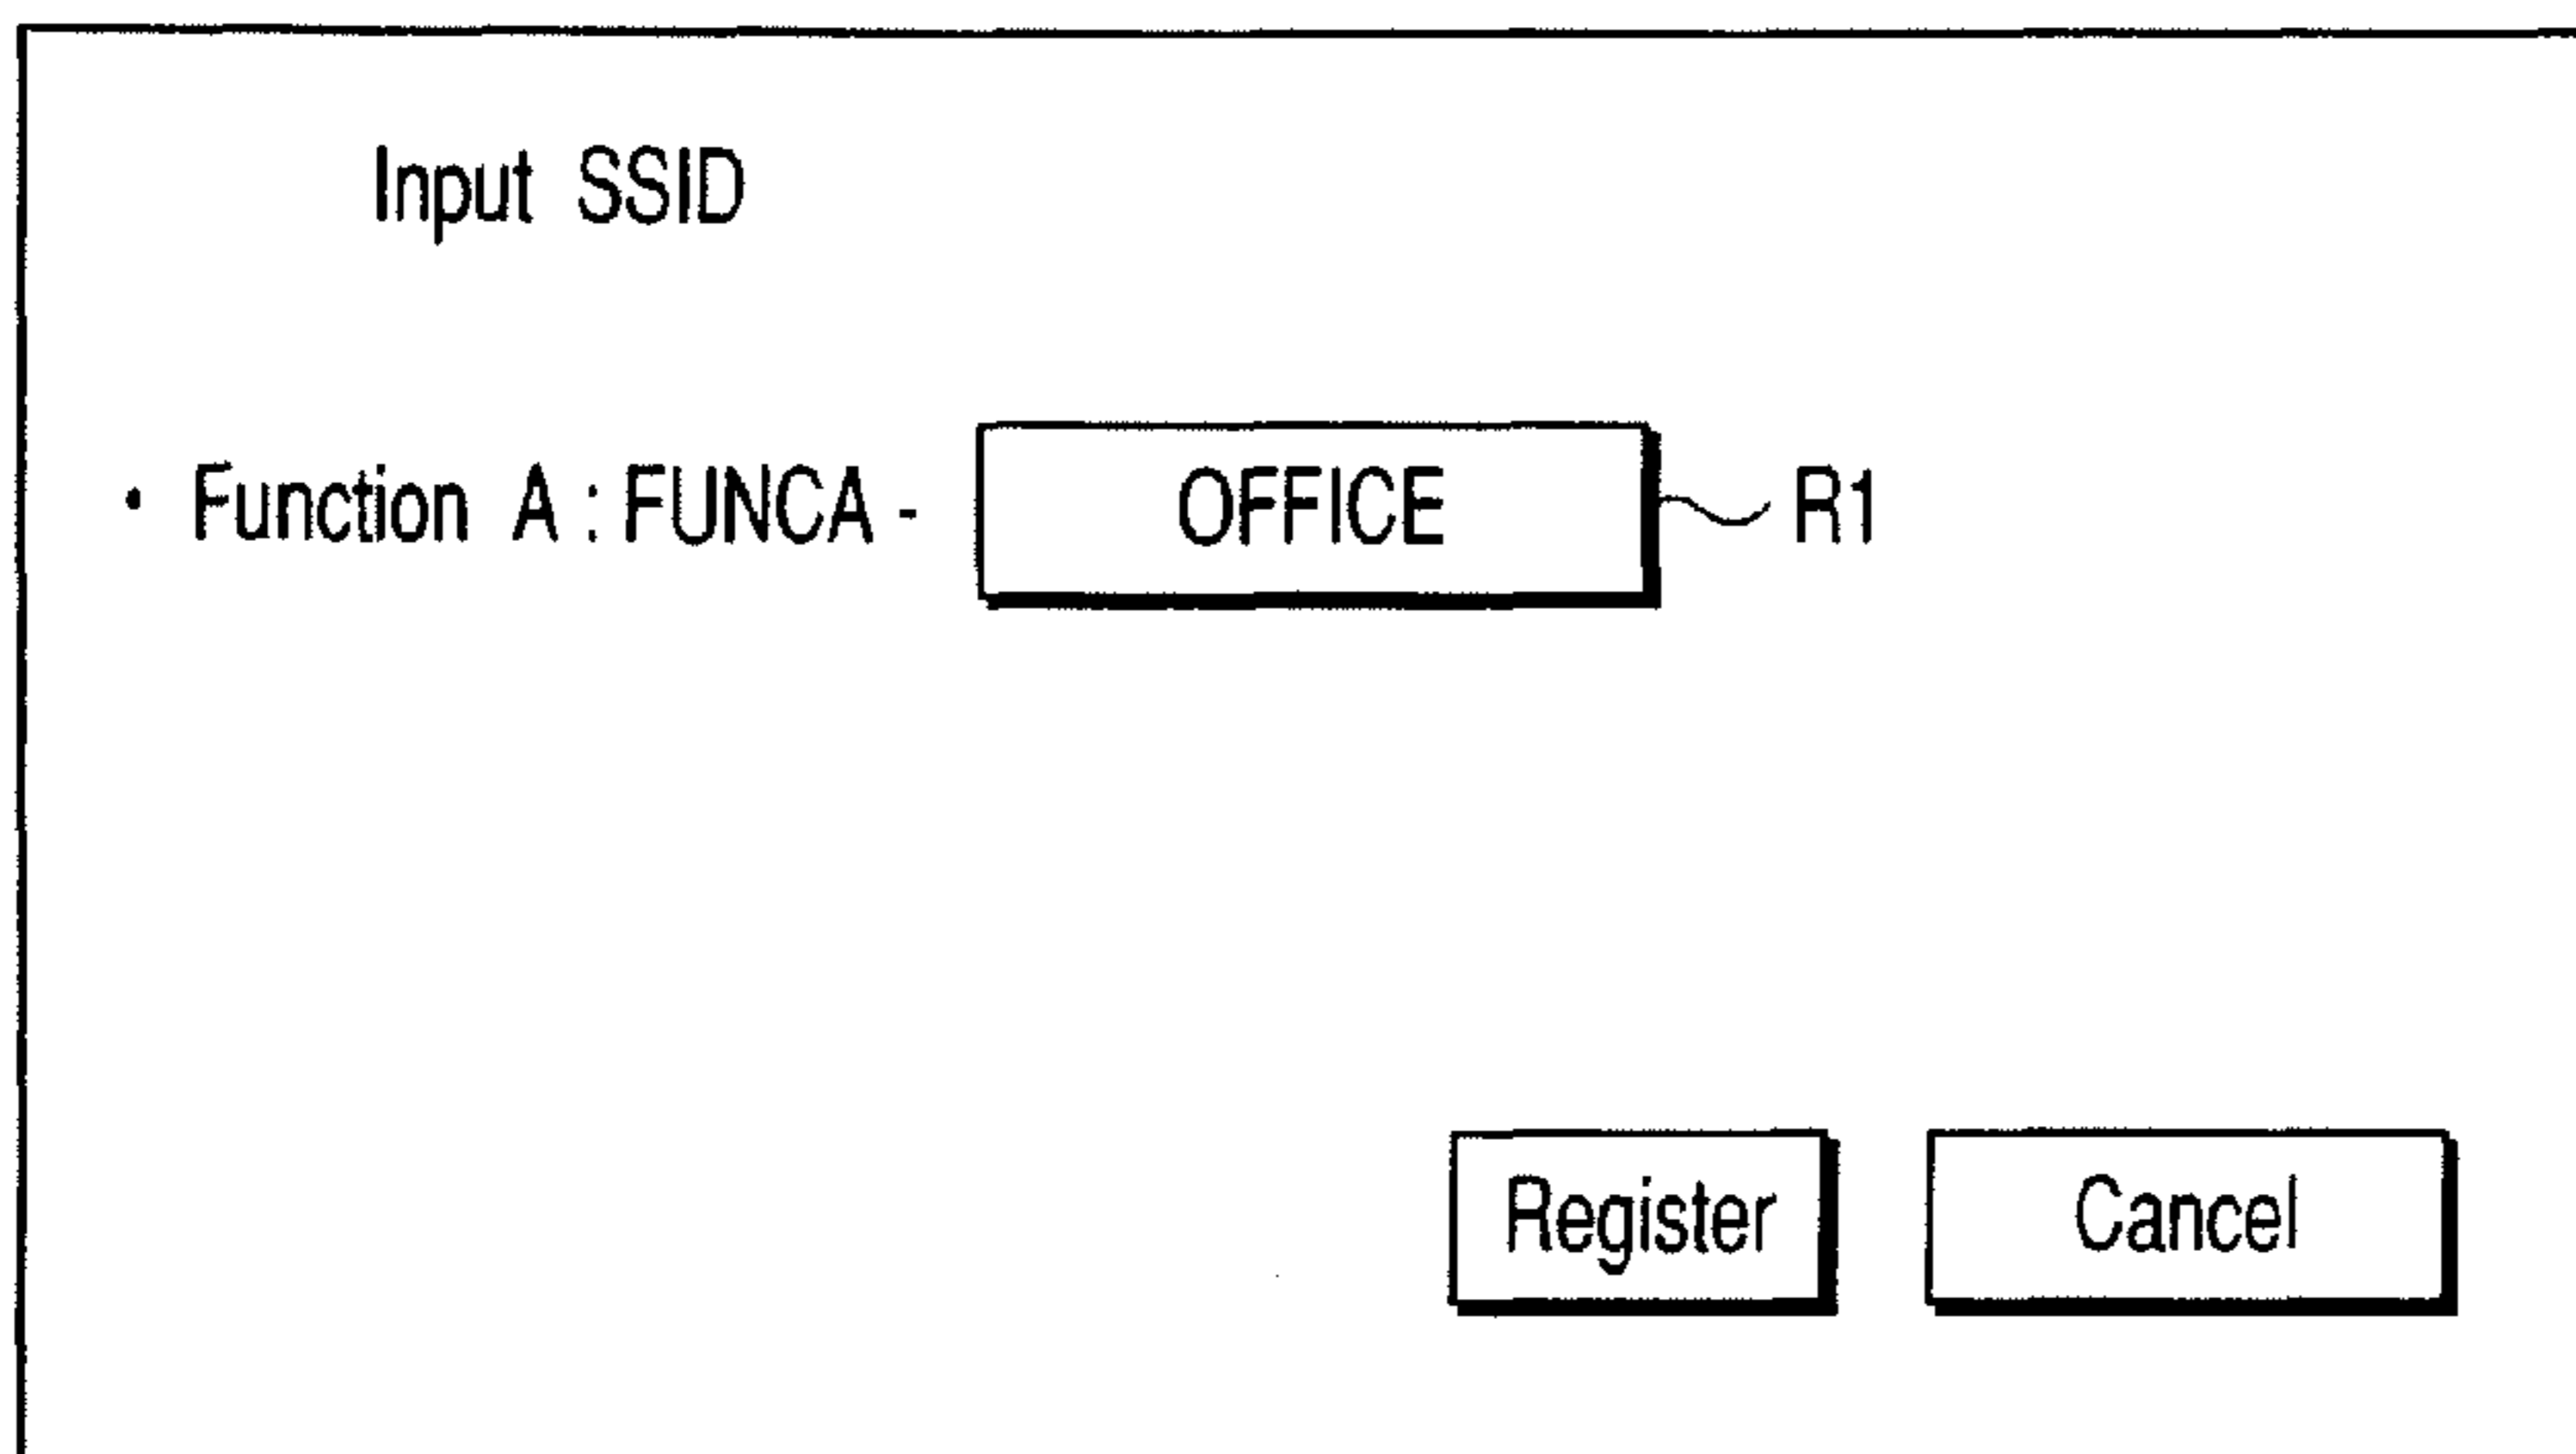 Input SSID
• Function A : FUNCA - OFFICE R1
Register Cancel